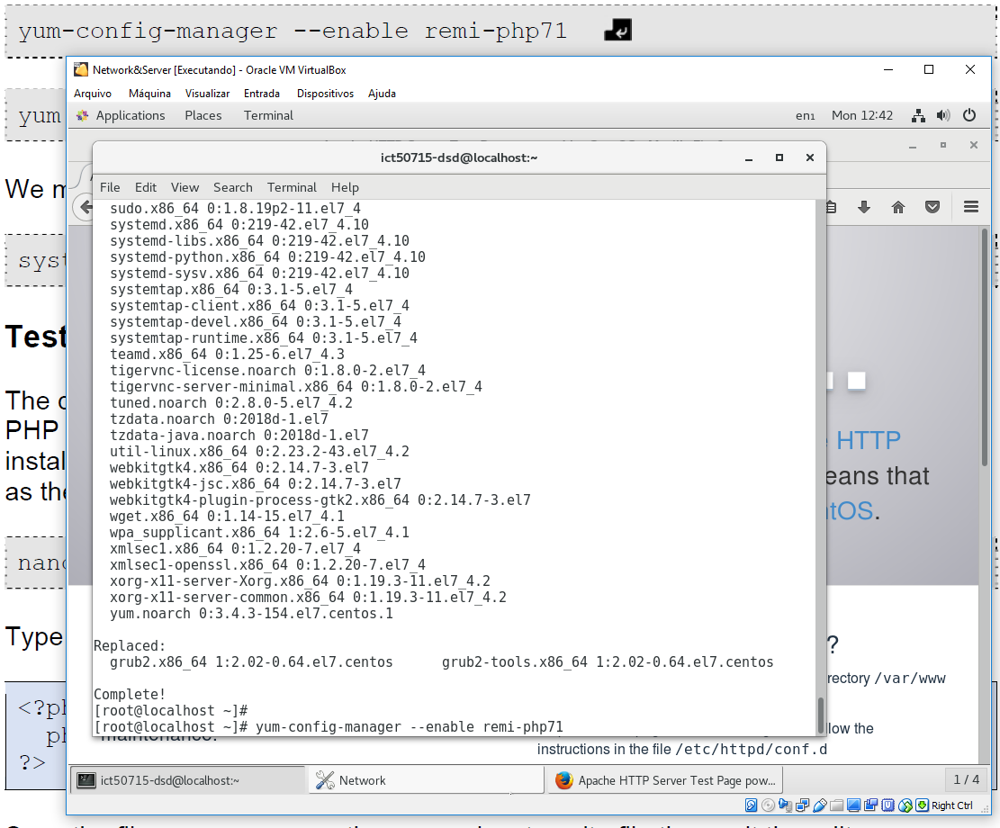 yum-config-manager --enable remi-php71
Network&Server [Executando] - Oracle VM VirtualBox
Arquivo Máquina Visualizar Entrada Dispositivos Ajuda
yum
Applications Places Terminal
en₁ Mon 12:42
ict50715-dsd@localhost:~
File Edit View Search Terminal Help
We
syst
Test
The
PHP
instal
as the
nano
Type
<?ph
?>
sudo.x86_64 0:1.8.19p2-11.el7_4
systemd.x86_64 0:219-42.el7_4.10
systemd-libs.x86_64 0:219-42.el7_4.10
systemd-python.x86_64 0:219-42.el7_4.10
systemd-sysv.x86_64 0:219-42.el7_4.10
systemtap.x86_64 0:3.1-5.el7_4
systemtap-client.x86_64 0:3.1-5.el7_4
systemtap-devel.x86_64 0:3.1-5.el7_4
systemtap-runtime.x86_64 0:3.1-5.el7_4
teamd.x86_64 0:1.25-6.el7_4.3
tigervnc-license.noarch 0:1.8.0-2.el7_4
tigervnc-server-minimal.x86_64 0:1.8.0-2.el7_4
tuned.noarch 0:2.8.0-5.el7_4.2
tzdata.noarch 0:2018d-1.el7
tzdata-java.noarch 0:2018d-1.el7
util-linux.x86_64 0:2.23.2-43.el7_4.2
webkitgtk4.x86_64 0:2.14.7-3.el7
webkitgtk4-jsc.x86_64 0:2.14.7-3.el7
webkitgtk4-plugin-process-gtk2.x86_64 0:2.14.7-3.el7
wget.x86_64 0:1.14-15.el7_4.1
wpa_supplicant.x86_64 1:2.6-5.el7_4.1
xmlsec1.x86_64 0:1.2.20-7.el7_4
xmlsec1-openssl.x86_64 0:1.2.20-7.el7_4
xorg-x11-server-Xorg.x86_64 0:1.19.3-11.el7_4.2
xorg-x11-server-common.x86_64 0:1.19.3-11.el7_4.2
yum.noarch 0:3.4.3-154.el7.centos.1
Replaced:
grub2.x86_64 1:2.02-0.64.el7.centos grub2-tools.x86_64 1:2.02-0.64.el7.centos
Complete!
[root@localhost ~]#
[root@localhost ~]# yum-config-manager --enable remi-php71
HTTP
eans that
ntOS.
?
rectory /var/www
maintenance.
low the
instructions in the file /etc/httpd/conf.d
ict50715-dsd@localhost:~ Network Apache HTTP Server Test Page pow... 1 / 4
Right Ctrl